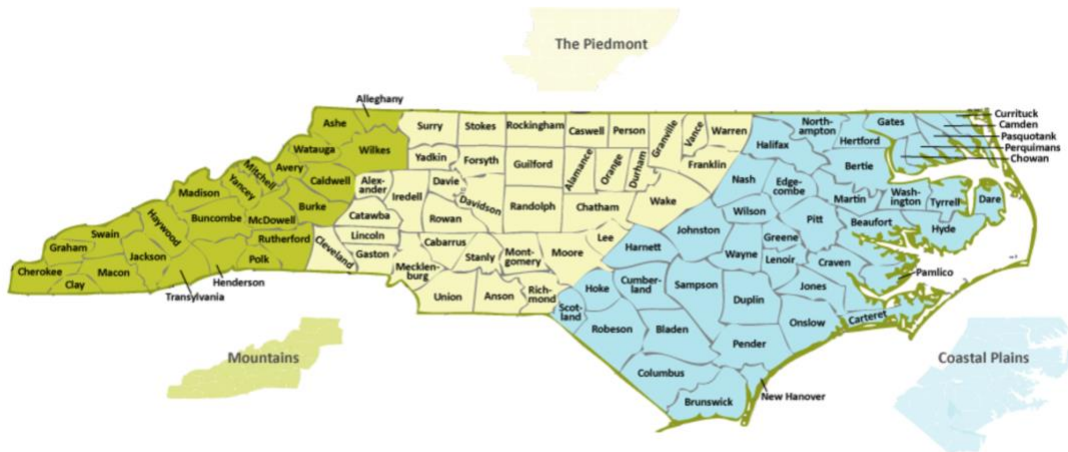 The Piedmont
Alleghany
Ashe
Surry
Stokes
Rockingham
Caswell
Person
Granville
Vance
Warren
North-
ampton
Gates
Currituck
Camden
Pasquotank
Perquimans
Chowan
Watauga
Wilkes
Halifax
Hertford
Mitchell
Avery
Yadkin
Forsyth
Guilford
Alamance
Orange
Durham
Franklin
Bertie
Madison
Yancey
Caldwell
Alex-
ander
Iredell
Davie
Davidson
Nash
Edge-
combe
Martin
Wash-
ington
Tyrrell
Dare
Haywood
Buncombe
McDowell
Burke
Catawba
Rowan
Randolph
Chatham
Wake
Wilson
Pitt
Beaufort
Hyde
Graham
Swain
Jackson
Rutherford
Cleveland
Lincoln
Gaston
Cabarrus
Stanly
Mont-
gomery
Moore
Lee
Harnett
Johnston
Wayne
Greene
Lenoir
Craven
Pamlico
Cherokee
Clay
Macon
Transylvania
Henderson
Polk
Mecklen-
burg
Union
Anson
Rich-
mond
Scot-
land
Hoke
Cumber-
land
Sampson
Duplin
Jones
Onslow
Carteret
Robeson
Bladen
Pender
Columbus
Brunswick
New Hanover
Mountains
Coastal Plains